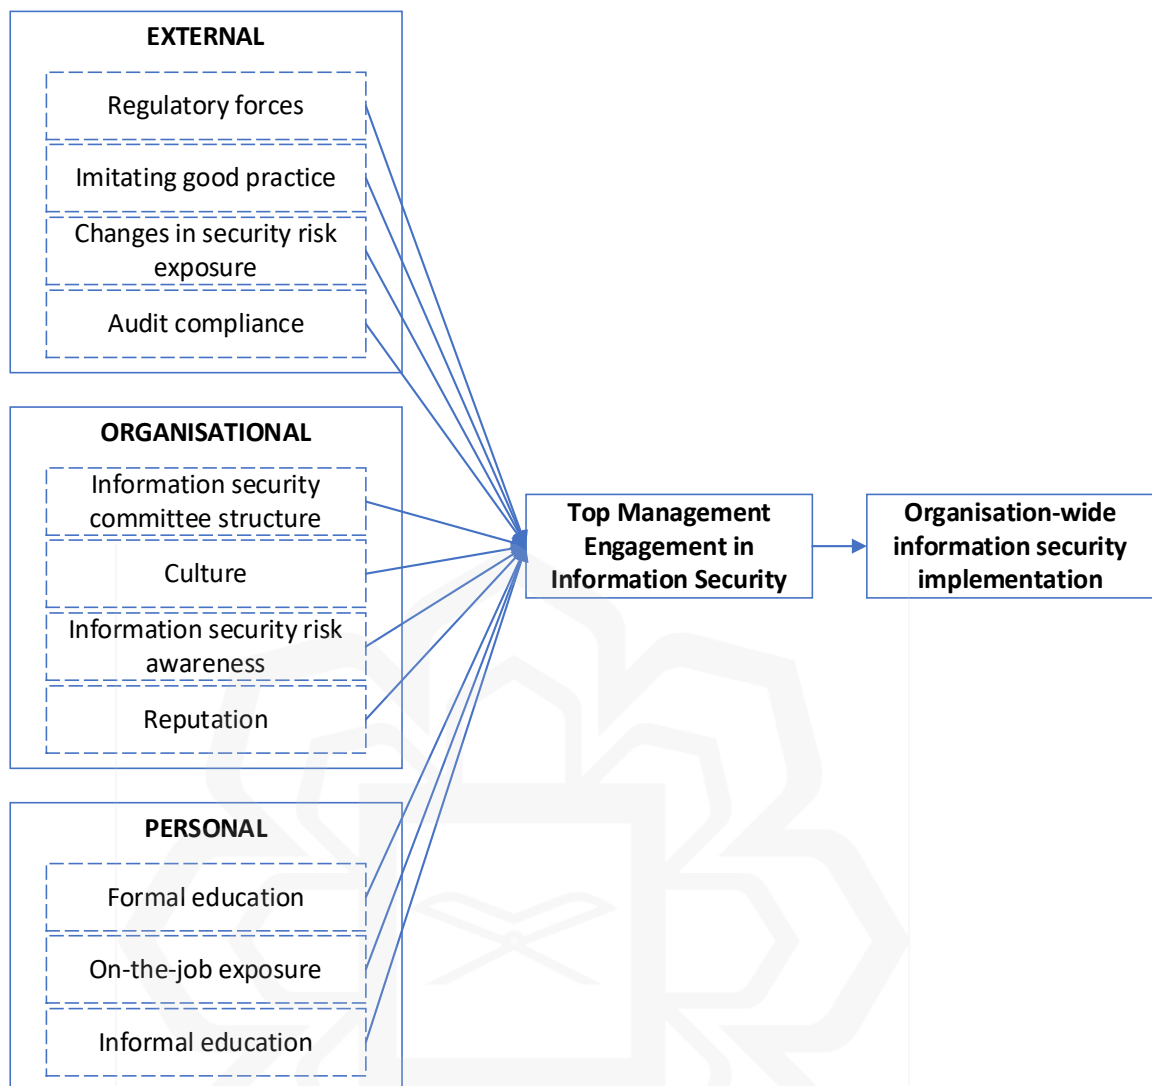 EXTERNAL
Regulatory forces
Imitating good practice
Changes in security risk
exposure
Audit compliance
ORGANISATIONAL
Information security
committee structure
Culture
Information security risk
awareness
Reputation
PERSONAL
Formal education
On-the-job exposure
Informal education
Top Management
Engagement in
Information Security
Organisation-wide
information security
implementation